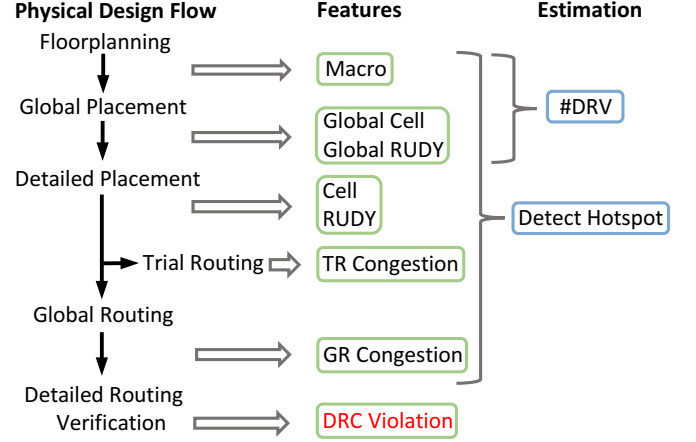 Physical Design Flow Features Estimation
Floorplanning
Macro
Global Placement
#DRV
Global Cell
Global RUDY
Detailed Placement
Cell
RUDY
Detect Hotspot
Trial Routing
TR Congestion
Global Routing
GR Congestion
Detailed Routing
Verification
DRC Violation